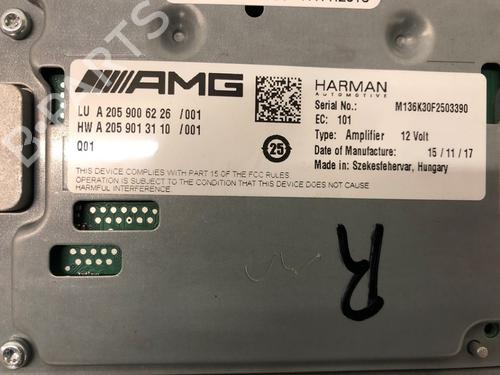 AMG
HARMAN
AUTOMOTIVE
LU A 205 900 62 26 /001
HW A 205 901 31 10 /001
Q01
25
Serial No.: M136K30F2503390
EC: 101
Type: Amplifier 12 Volt
Date of Manufacture: 15 / 11 / 17
Made in: Szekesfehervar, Hungary
THIS DEVICE COMPLIES WITH PART 15 OF THE FCC RULES
OPERATION IS SUBJECT TO THE CONDITION THAT THIS DEVICE DOES NOT CAUSE
HARMFUL INTERFERENCE.
R
B-PARTS